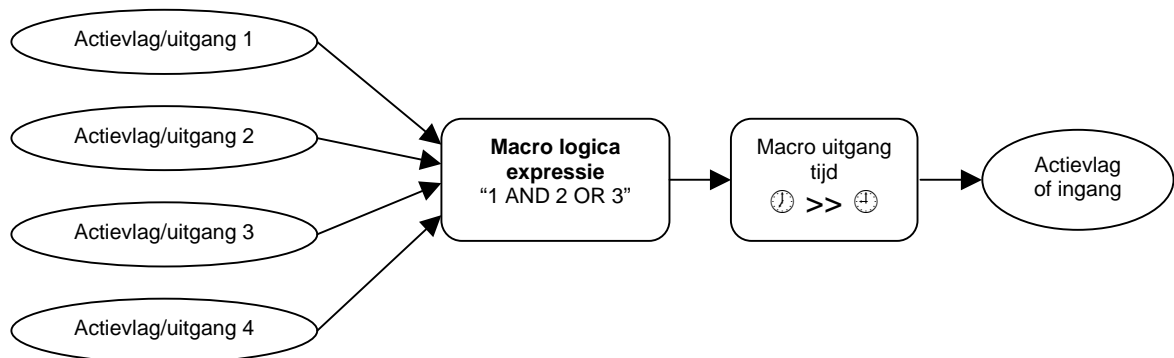 Actievlag/uitgang 1
Actievlag/uitgang 2
Actievlag/uitgang 3
Actievlag/uitgang 4
Macro logica
expressie
“1 AND 2 OR 3”
Macro uitgang
tijd
🕖 >> 🕘
Actievlag
of ingang